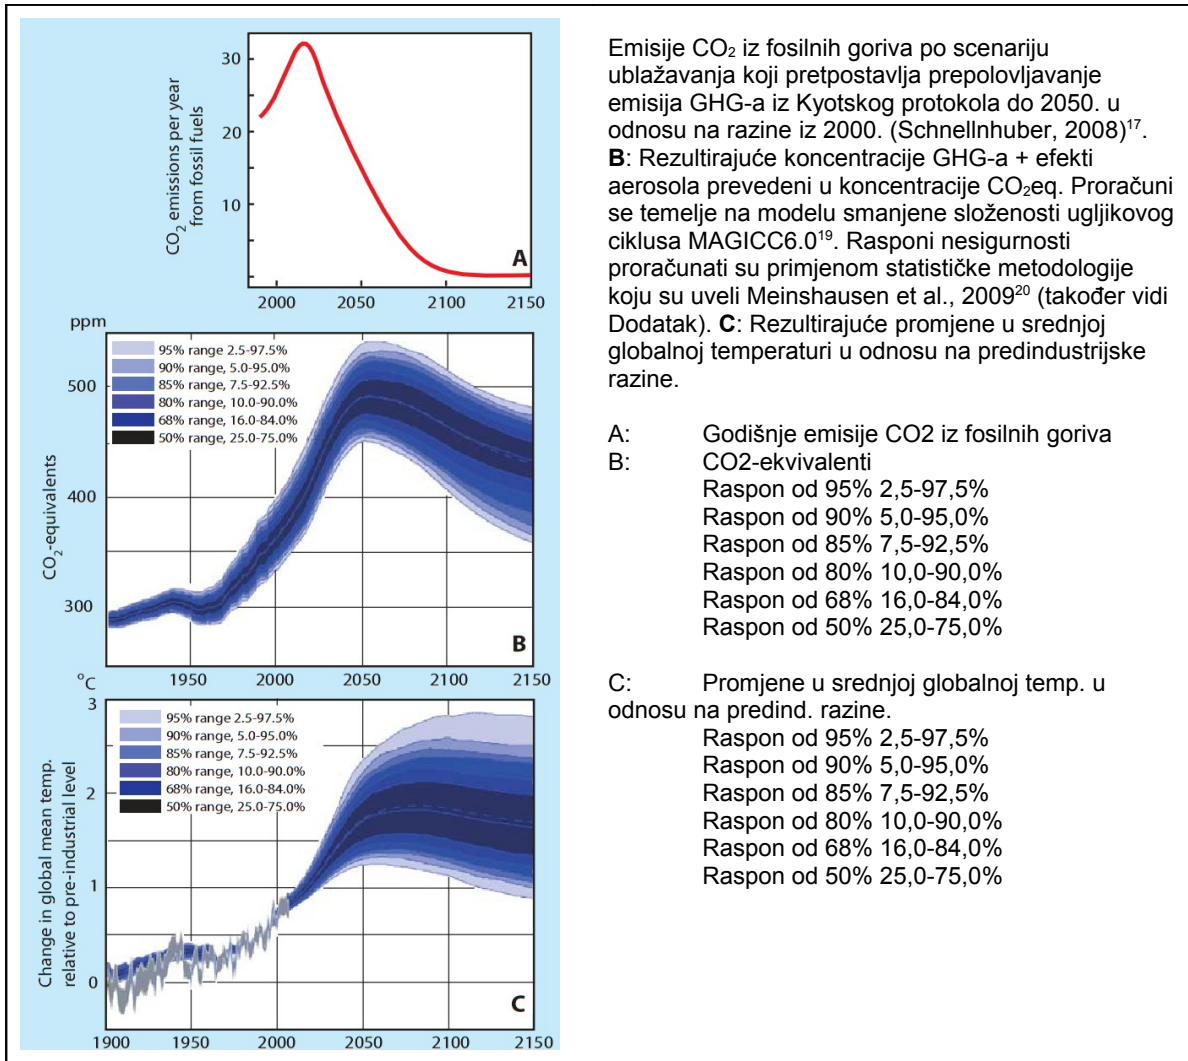 CO2 emissions per year
from fossil fuels
30
20
10
A
2000
2050
2100
2150
ppm
95% range 2.5-97.5%
90% range, 5.0-95.0%
85% range, 7.5-92.5%
80% range, 10.0-90.0%
68% range, 16.0-84.0%
50% range, 25.0-75.0%
500
400
300
CO2-equivalents
B
1950
2000
2050
2100
2150
°C
3
2
1
0
95% range 2.5-97.5%
90% range, 5.0-95.0%
85% range, 7.5-92.5%
80% range, 10.0-90.0%
68% range, 16.0-84.0%
50% range, 25.0-75.0%
Change in global mean temp.
relative to pre-industrial level
C
1900
1950
2000
2050
2100
2150
Emisije CO2 iz fosilnih goriva po scenariju
ublažavanja koji pretpostavlja prepolovljavanje
emisija GHG-a iz Kyotskog protokola do 2050. u
odnosu na razine iz 2000. (Schnellnhuber, 2008)17.
B: Rezultirajuće koncentracije GHG-a + efekti
aerosola prevedeni u koncentracije CO2eq. Proračuni
se temelje na modelu smanjene složenosti ugljikovog
ciklusa MAGICC6.019. Rasponi nesigurnosti
proračunati su primjenom statističke metodologije
koju su uveli Meinshausen et al., 200920 (također vidi
Dodatak). C: Rezultirajuće promjene u srednjoj
globalnoj temperaturi u odnosu na predindustrijske
razine.
A: Godišnje emisije CO2 iz fosilnih goriva
B: CO2-ekvivalenti
Raspon od 95% 2,5-97,5%
Raspon od 90% 5,0-95,0%
Raspon od 85% 7,5-92,5%
Raspon od 80% 10,0-90,0%
Raspon od 68% 16,0-84,0%
Raspon od 50% 25,0-75,0%
C: Promjene u srednjoj globalnoj temp. u
odnosu na predind. razine.
Raspon od 95% 2,5-97,5%
Raspon od 90% 5,0-95,0%
Raspon od 85% 7,5-92,5%
Raspon od 80% 10,0-90,0%
Raspon od 68% 16,0-84,0%
Raspon od 50% 25,0-75,0%